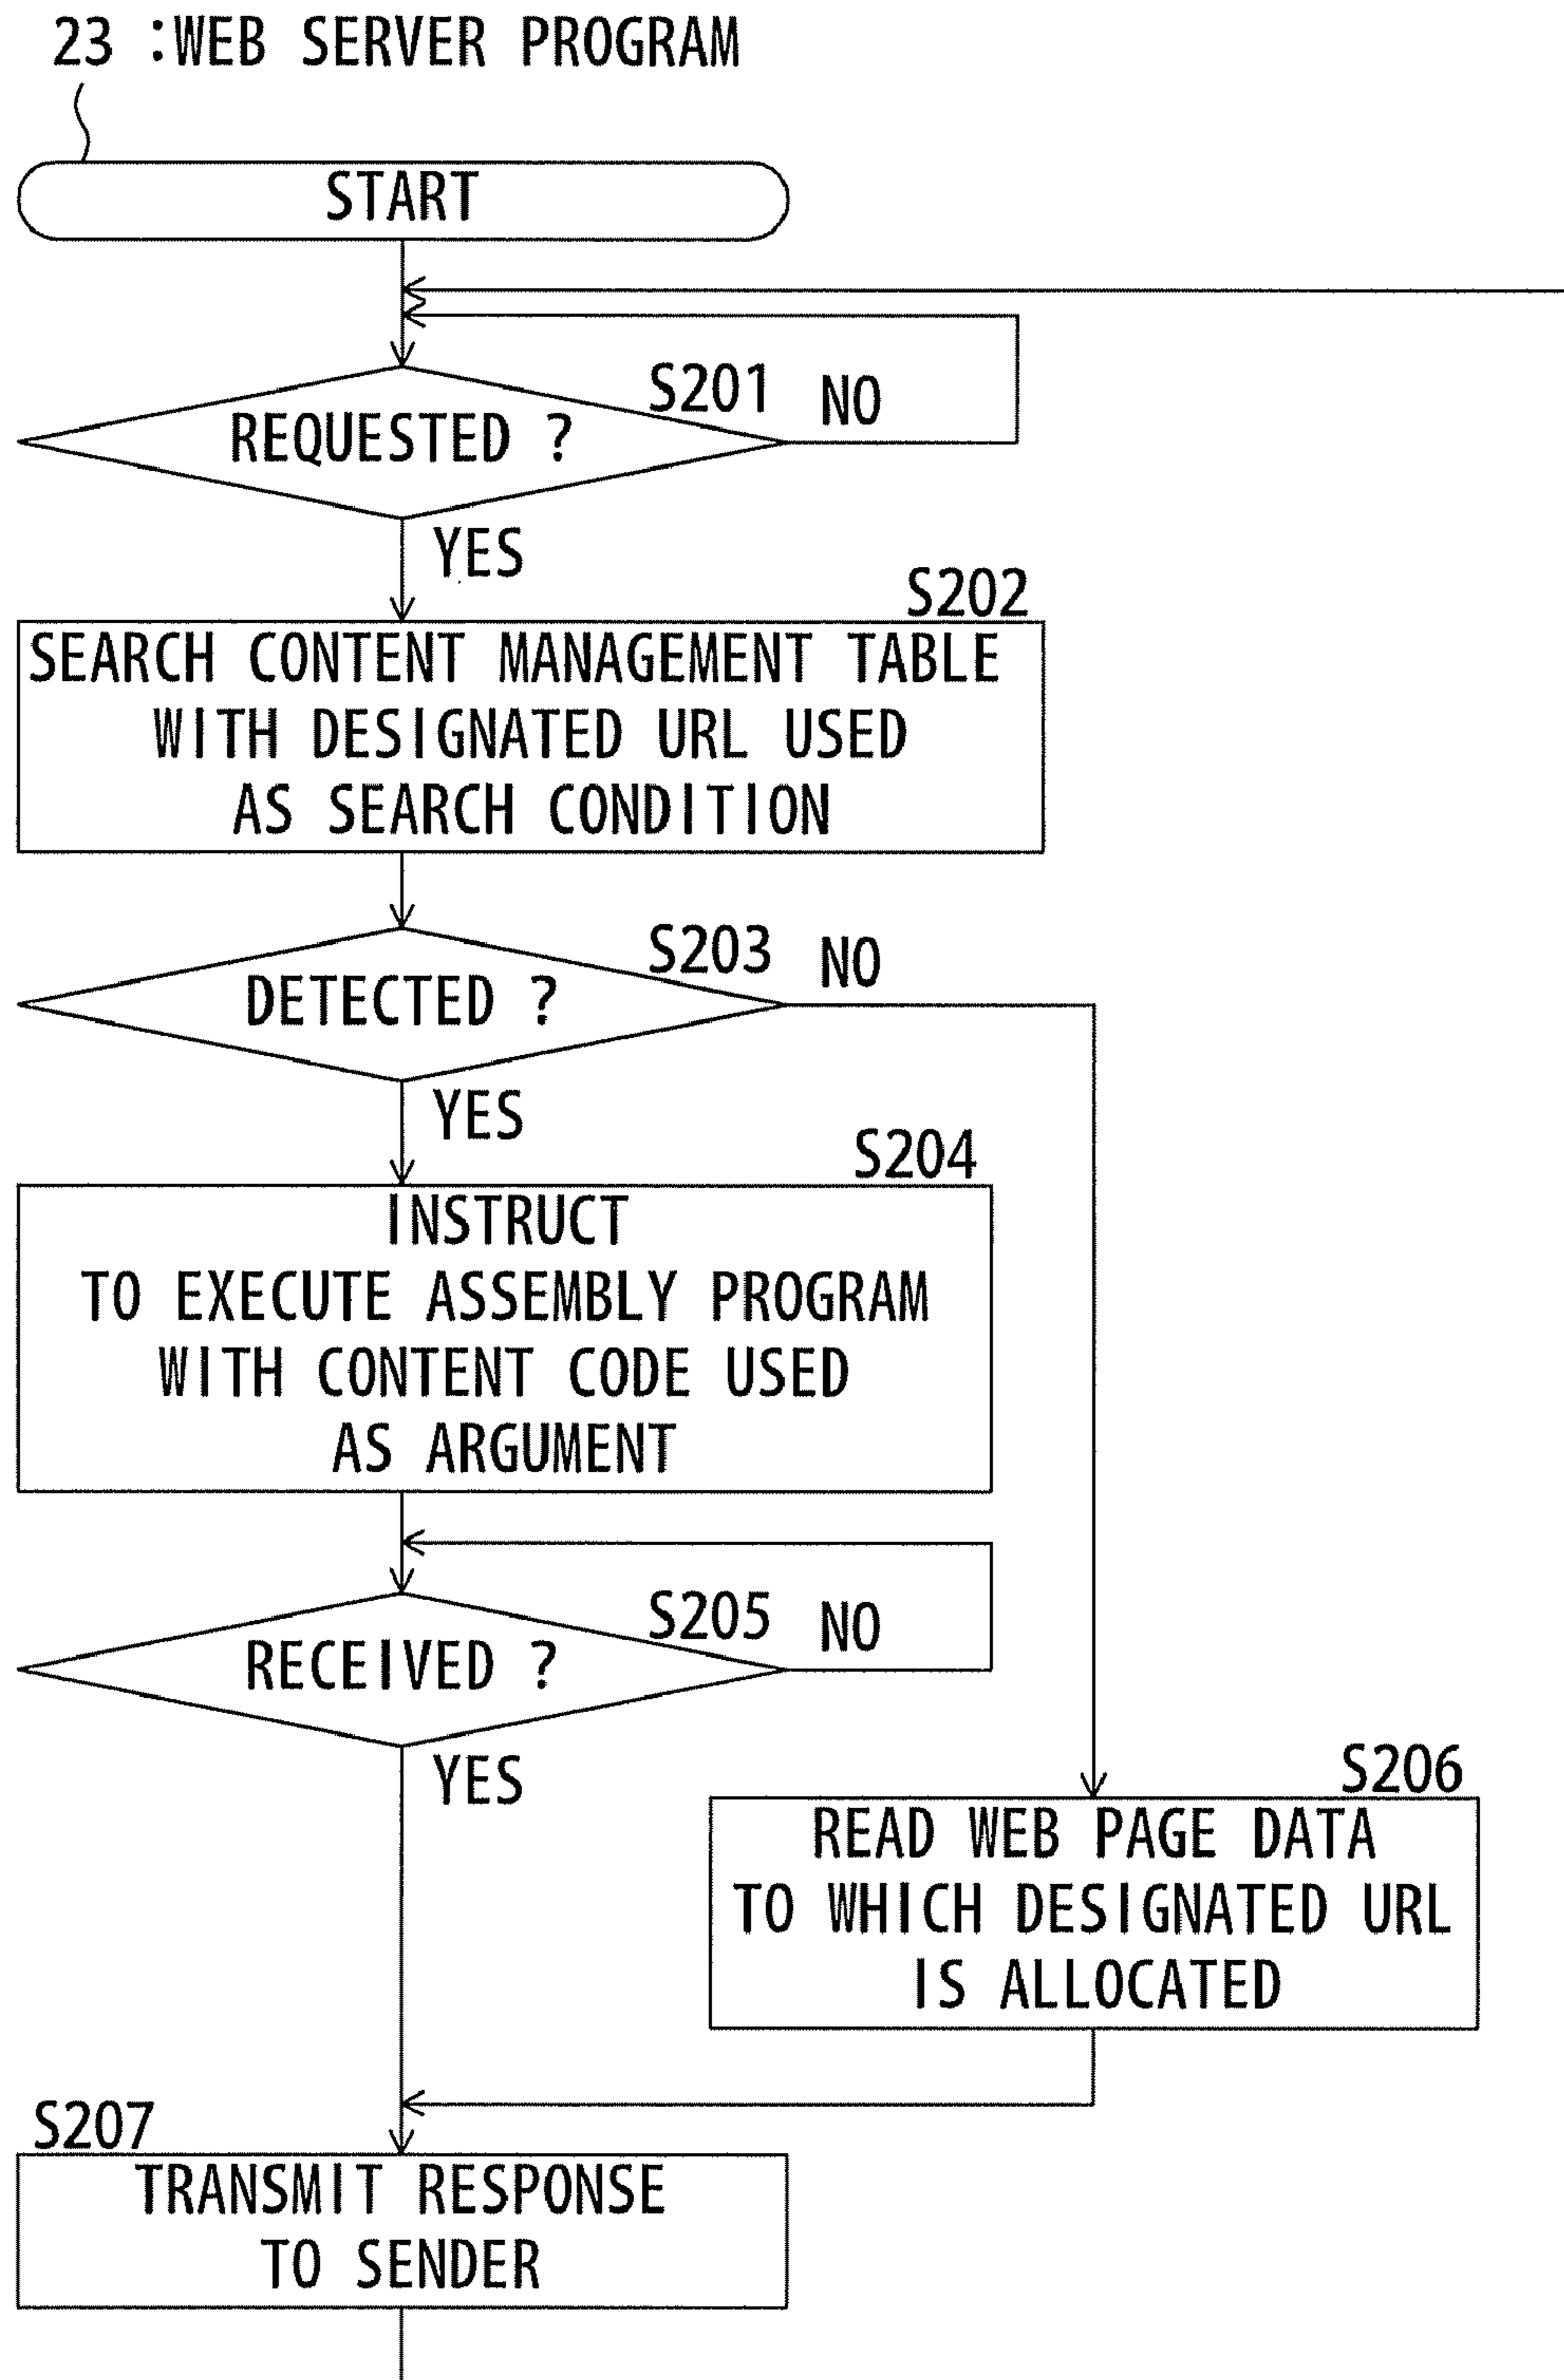 23 :WEB SERVER PROGRAM
START
S201
NO
REQUESTED ?
YES
S202
SEARCH CONTENT MANAGEMENT TABLE
WITH DESIGNATED URL USED
AS SEARCH CONDITION
S203
NO
DETECTED ?
YES
S204
INSTRUCT
TO EXECUTE ASSEMBLY PROGRAM
WITH CONTENT CODE USED
AS ARGUMENT
S205
NO
RECEIVED ?
YES
S206
READ WEB PAGE DATA
TO WHICH DESIGNATED URL
IS ALLOCATED
S207
TRANSMIT RESPONSE
TO SENDER